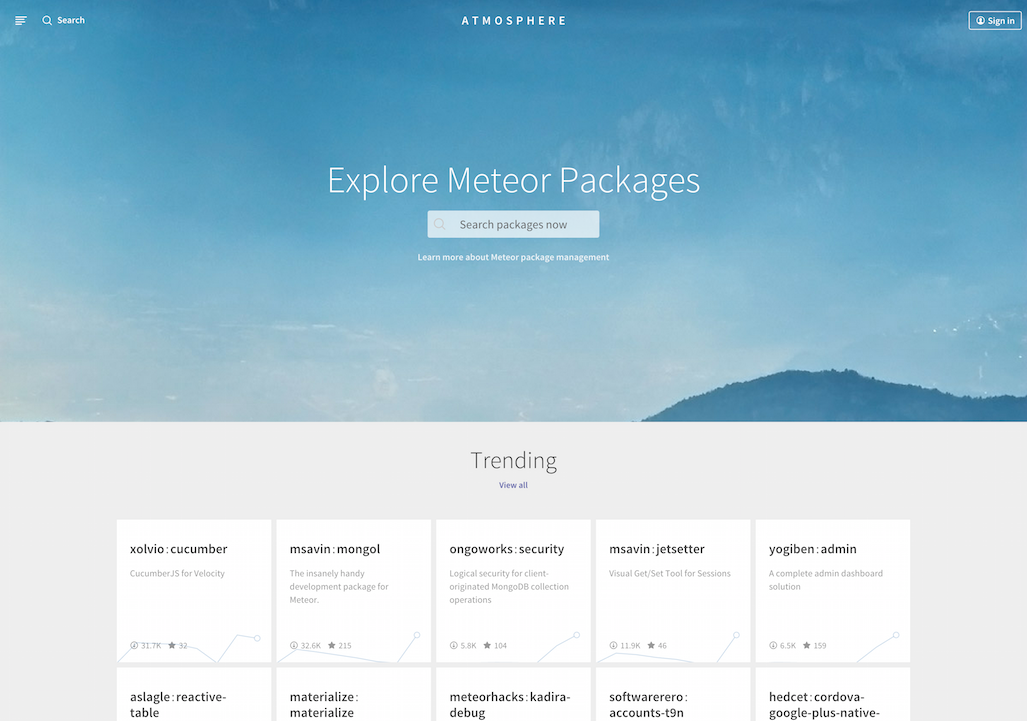 Search
ATMOSPHERE
Sign in
Explore Meteor Packages
Search packages now
Learn more about Meteor package management
Trending
View all
xolvio:cucumber
CucumberJS for Velocity
31.7K 32
msavin:mongol
The insanely handy
development package for
Meteor.
32.6K 215
ongoworks:security
Logical security for client-
originated MongoDB collection
operations
5.8K 104
msavin:jetsetter
Visual Get/Set Tool for Sessions
11.9K 46
yogiben:admin
A complete admin dashboard
solution
6.5K 159
aslagle:reactive-
table
materialize:
materialize
meteorhacks:kadira-
debug
softwarerero:
accounts-t9n
hedcet:cordova-
google-plus-native-